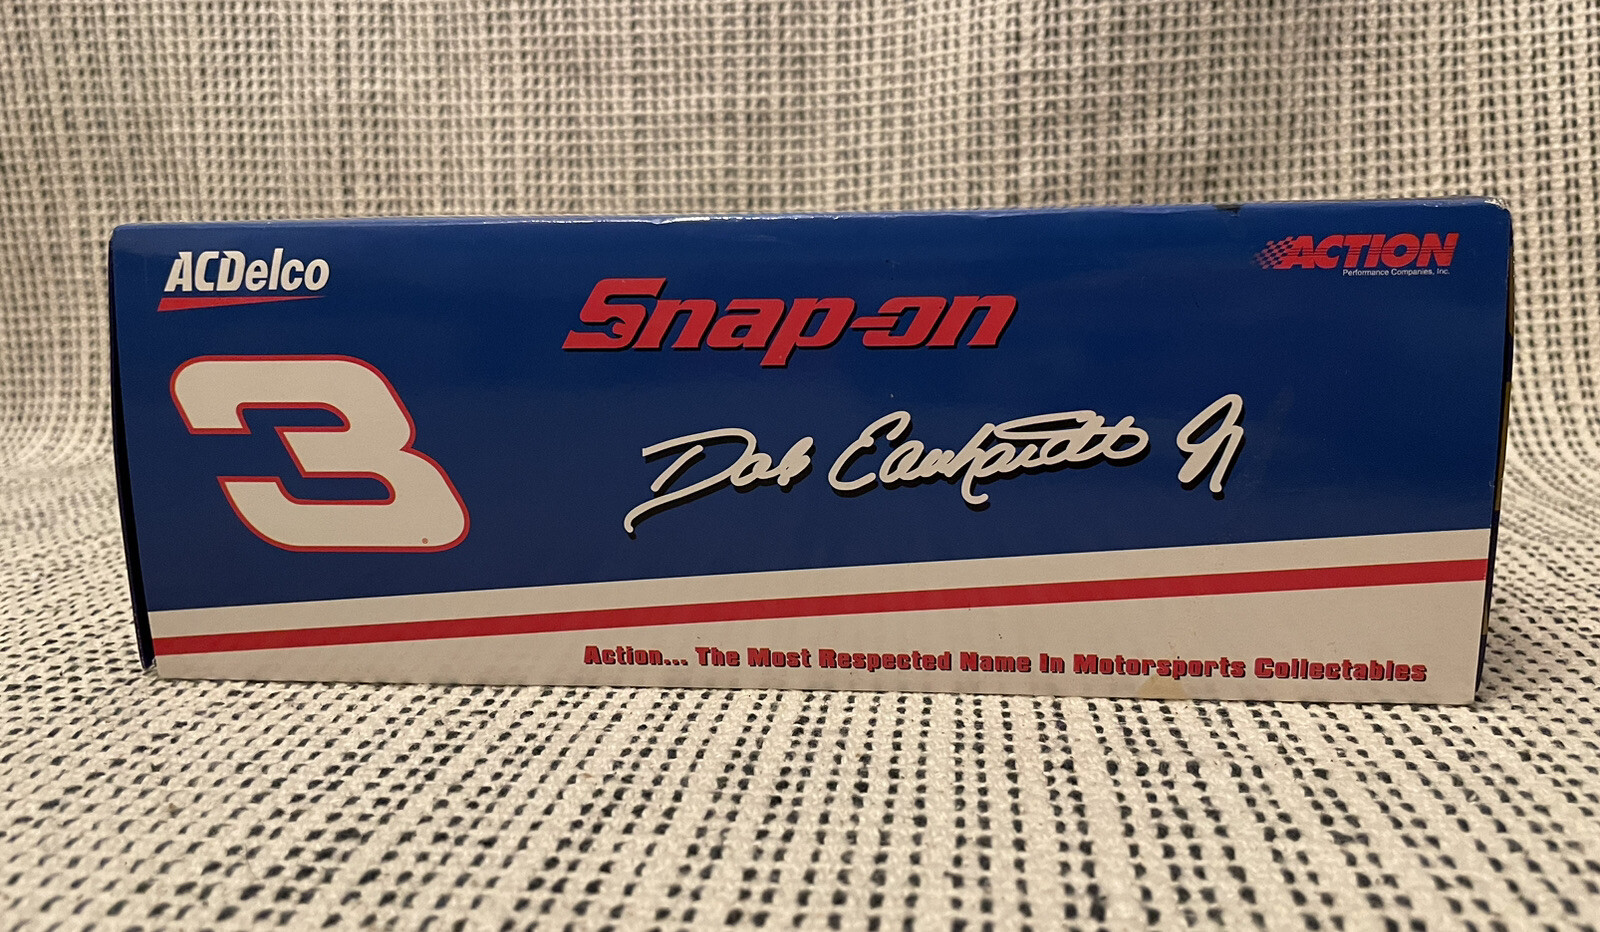 ACDelco
ACTION
Performance Companies, Inc.
Snap-on
3
Dale Earnhardt Jr
Action... The Most Respected Name In Motorsports Collectables